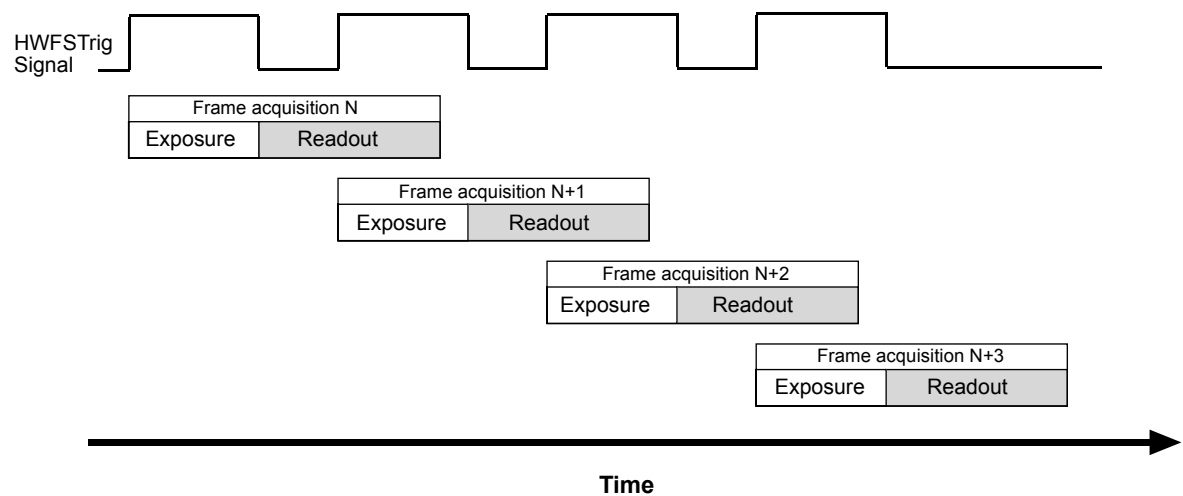 HWFSTrig
Signal
Frame acquisition N
Exposure Readout
Frame acquisition N+1
Exposure Readout
Frame acquisition N+2
Exposure Readout
Frame acquisition N+3
Exposure Readout
Time